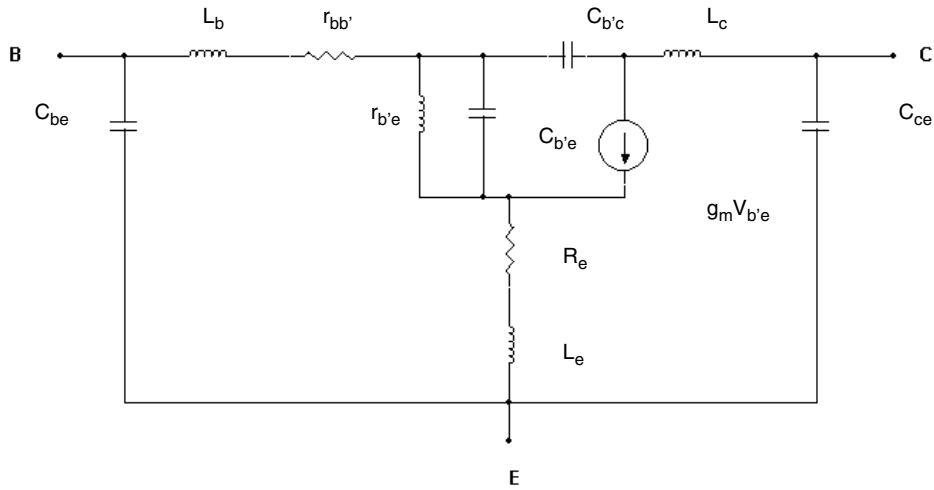 L_b
r_bb'
C_b'c
L_c
B
C
C_be
r_b'e
C_b'e
C_ce
g_mV_b'e
R_e
L_e
E